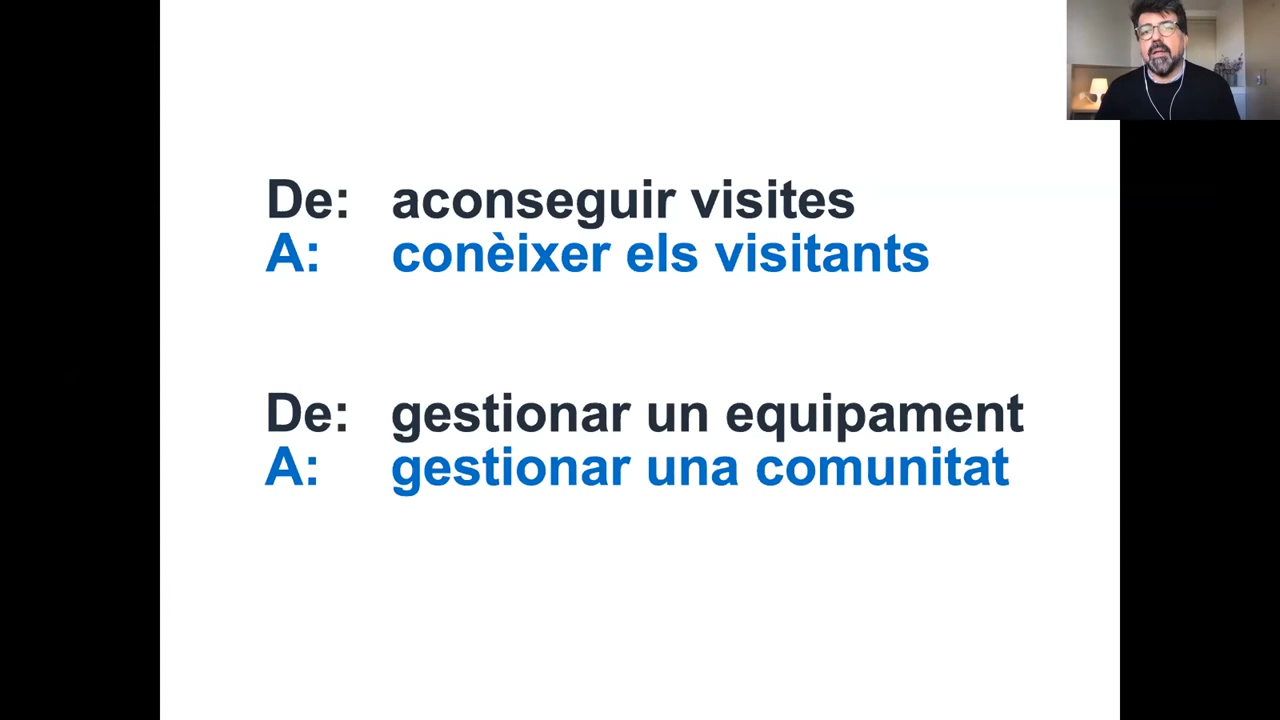 De: aconseguir visites
A: conèixer els visitants
De: gestionar un equipament
A: gestionar una comunitat